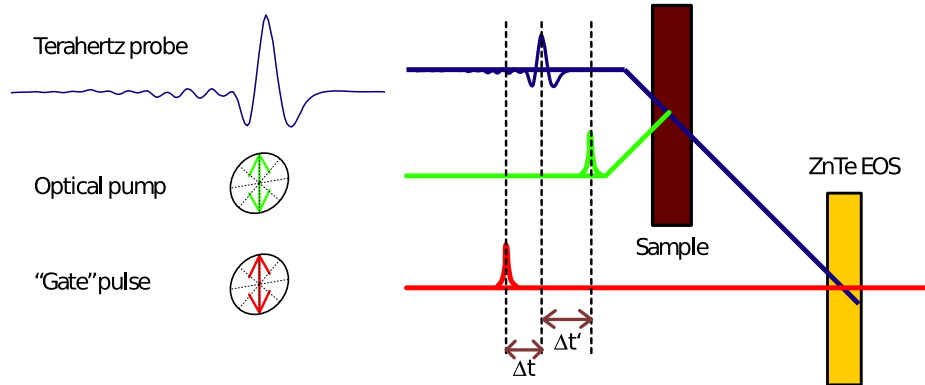 Terahertz probe
Optical pump
“Gate” pulse
Sample
ZnTe EOS
Δt‘
Δt